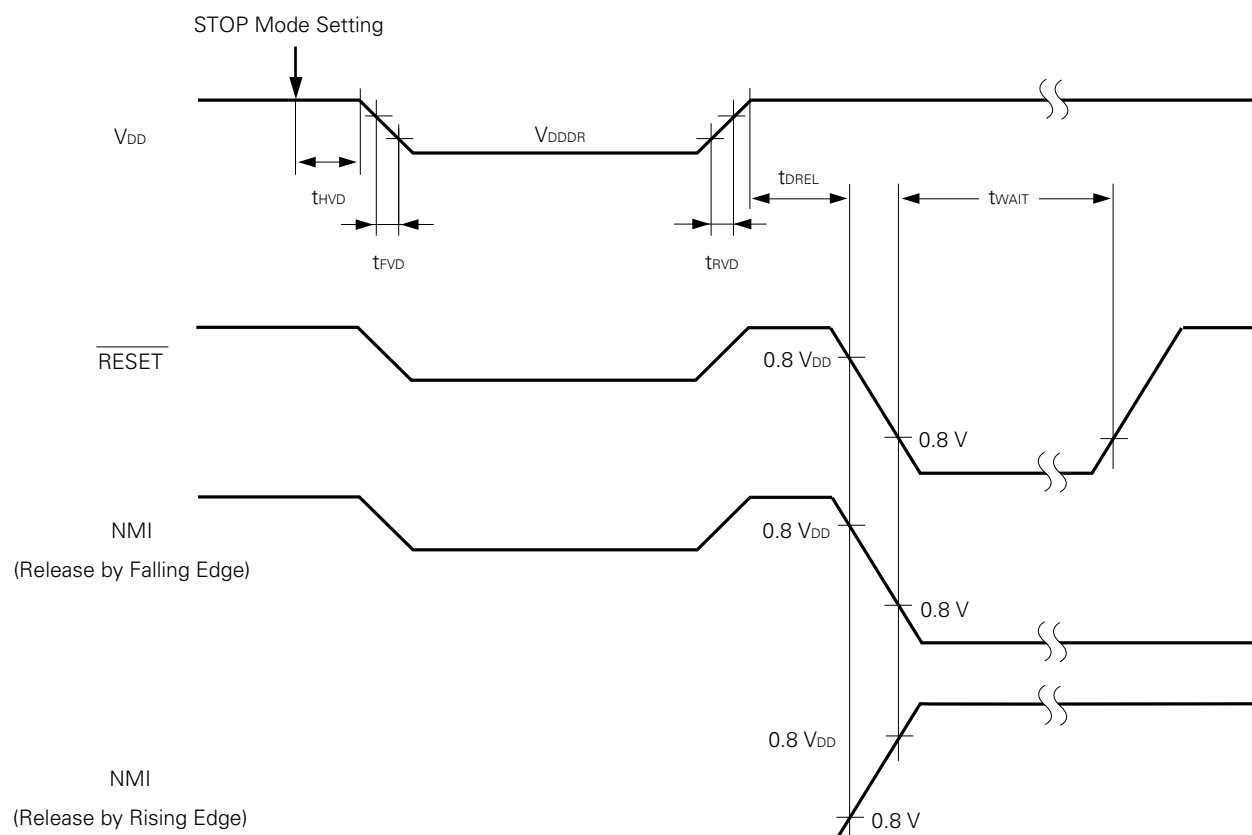 STOP Mode Setting
VDD
VDDDR
tHVD
tFVD
tRVD
tDREL
tWAIT
RESET
0.8 VDD
0.8 V
NMI
(Release by Falling Edge)
0.8 VDD
0.8 V
0.8 VDD
NMI
(Release by Rising Edge)
0.8 V